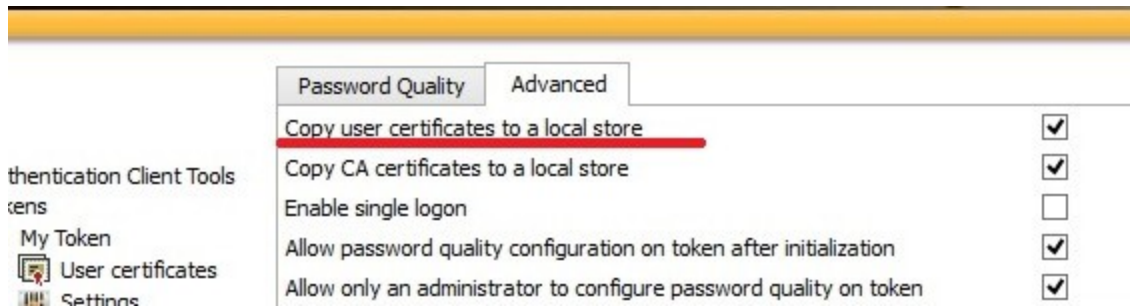 Password Quality
Advanced
Copy user certificates to a local store
Copy CA certificates to a local store
thentication Client Tools
Enable single logon
kens
Allow password quality configuration on token after initialization
My Token
User certificates
Allow only an administrator to configure password quality on token
Settings